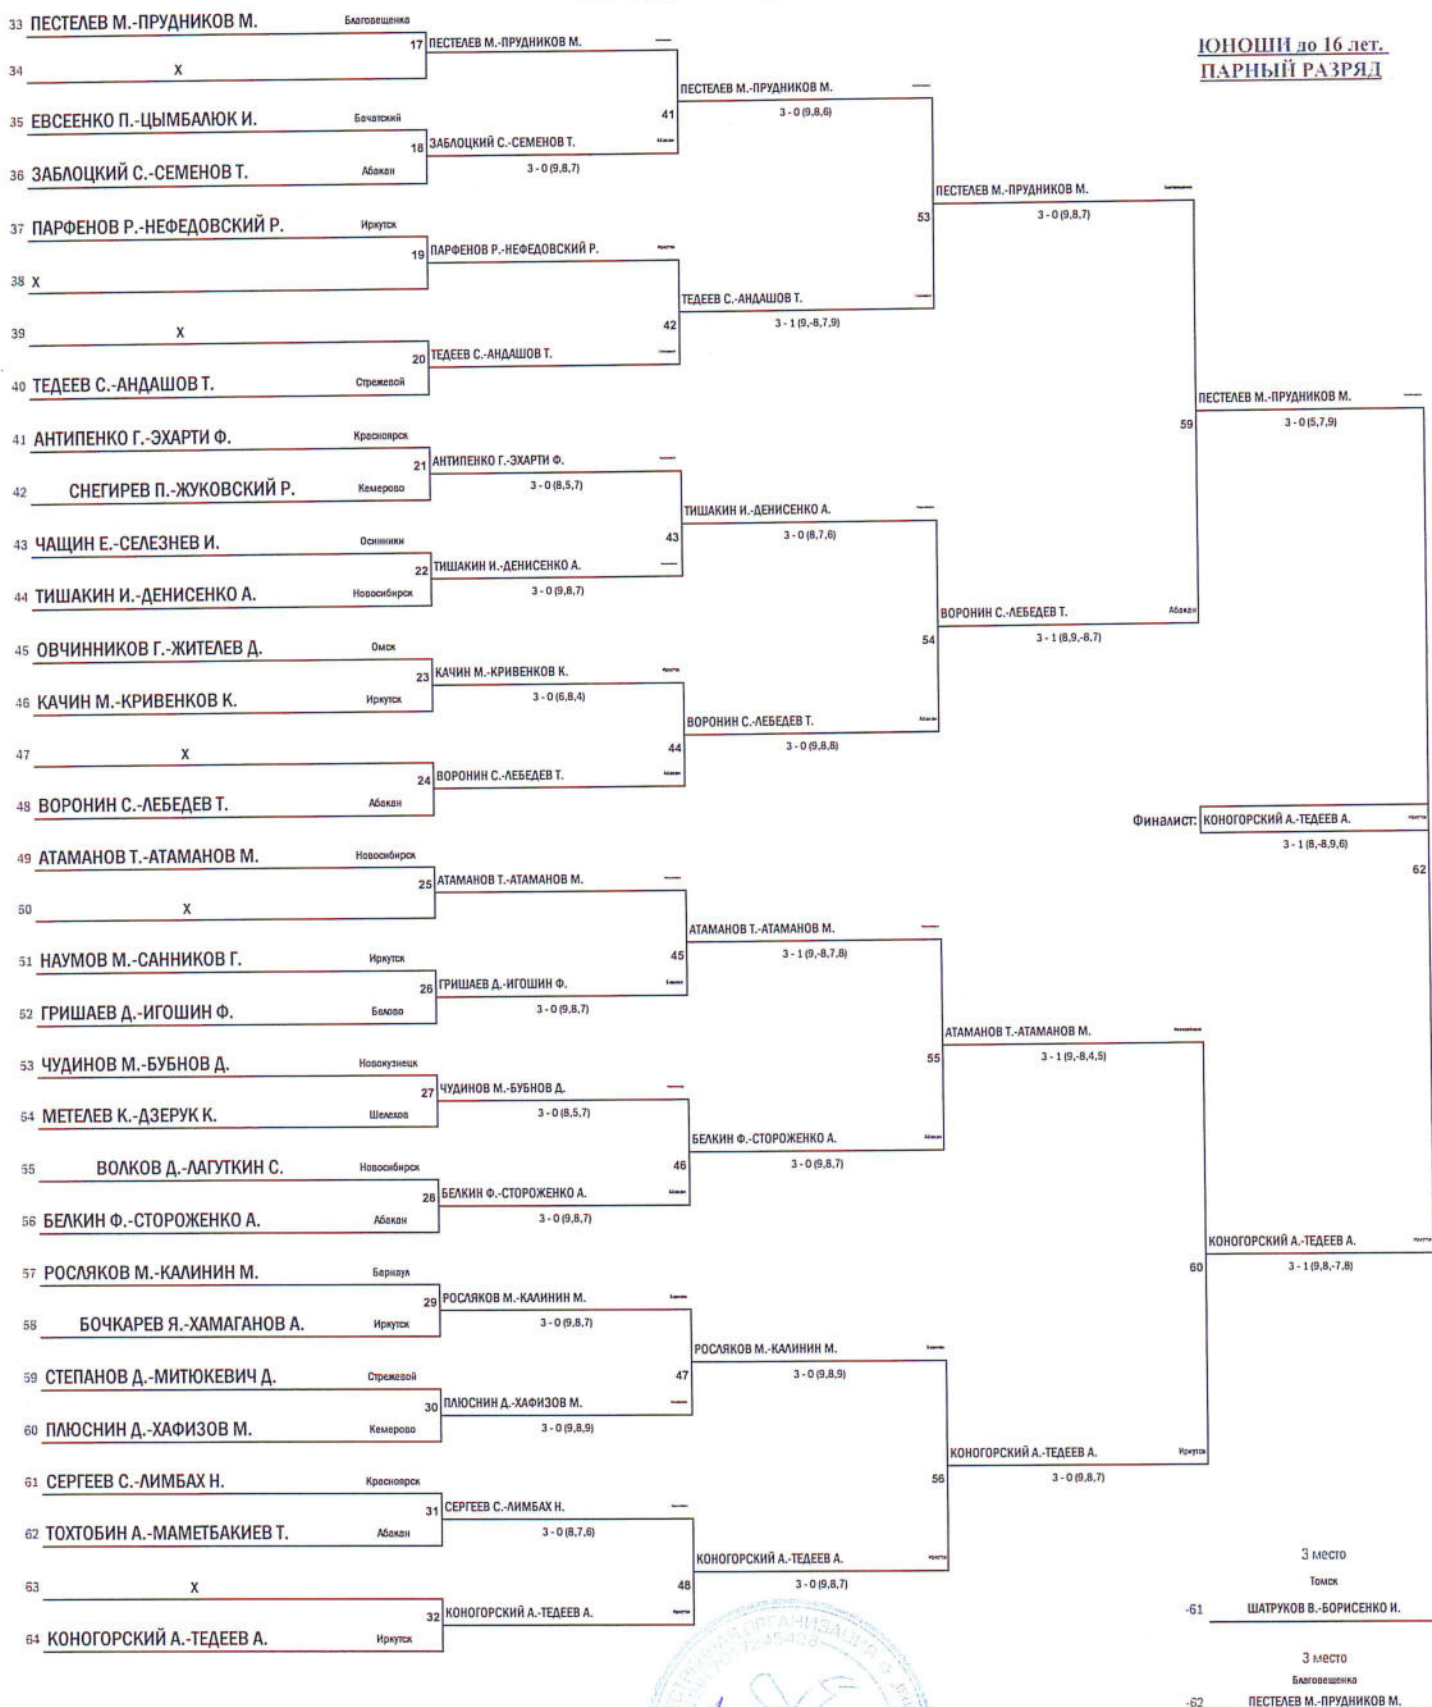 ЮНОШИ до 16 лет.
ПАРНЫЙ РАЗРЯД
33 ПЕСТЕЛЕВ М.-ПРУДНИКОВ М. Благовещенка
34 X
35 ЕВСЕЕНКО П.-ЦЫМБАЛЮК И. Бачатский
36 ЗАБЛОЦКИЙ С.-СЕМЕНОВ Т. Абакан
37 ПАРФЕНОВ Р.-НЕФЕДОВСКИЙ Р. Иркутск
38 X
39 X
40 ТЕДЕЕВ С.-АНДАШОВ Т. Стрежевой
41 АНТИПЕНКО Г.-ЭХАРТИ Ф. Красноярск
42 СНЕГИРЕВ П.-ЖУКОВСКИЙ Р. Кемерово
43 ЧАЩИН Е.-СЕЛЕЗНЕВ И. Осинники
44 ТИШАКИН И.-ДЕНИСЕНКО А. Новосибирск
45 ОВЧИННИКОВ Г.-ЖИТЕЛЕВ Д. Омск
46 КАЧИН М.-КРИВЕНКОВ К. Иркутск
47 X
48 ВОРОНИН С.-ЛЕБЕДЕВ Т. Абакан
49 АТАМАНОВ Т.-АТАМАНОВ М. Новосибирск
50 X
51 НАУМОВ М.-САННИКОВ Г. Иркутск
52 ГРИШАЕВ Д.-ИГОШИН Ф. Белово
53 ЧУДИНОВ М.-БУБНОВ Д. Новокузнецк
54 МЕТЕЛЕВ К.-ДЗЕРУК К. Шелехов
55 ВОЛКОВ Д.-ЛАГУТКИН С. Новосибирск
56 БЕЛКИН Ф.-СТОРОЖЕНКО А. Абакан
57 РОСЛЯКОВ М.-КАЛИНИН М. Барнаул
58 БОЧКАРЕВ Я.-ХАМАГАНОВ А. Иркутск
59 СТЕПАНОВ Д.-МИТЮКЕВИЧ Д. Стрежевой
60 ПЛЮСНИН Д.-ХАФИЗОВ М. Кемерово
61 СЕРГЕЕВ С.-ЛИМБАХ Н. Красноярск
62 ТОХТОБИН А.-МАМЕТБАКИЕВ Т. Абакан
63 X
64 КОНОГОРСКИЙ А.-ТЕДЕЕВ А. Иркутск
17 ПЕСТЕЛЕВ М.-ПРУДНИКОВ М.
18 ЗАБЛОЦКИЙ С.-СЕМЕНОВ Т. Абакан
3 - 0 (9,8,7)
19 ПАРФЕНОВ Р.-НЕФЕДОВСКИЙ Р.
20 ТЕДЕЕВ С.-АНДАШОВ Т.
21 АНТИПЕНКО Г.-ЭХАРТИ Ф.
3 - 0 (8,5,7)
22 ТИШАКИН И.-ДЕНИСЕНКО А.
3 - 0 (9,8,7)
23 КАЧИН М.-КРИВЕНКОВ К.
3 - 0 (6,8,4)
24 ВОРОНИН С.-ЛЕБЕДЕВ Т. Абакан
25 АТАМАНОВ Т.-АТАМАНОВ М.
26 ГРИШАЕВ Д.-ИГОШИН Ф.
3 - 0 (9,8,7)
27 ЧУДИНОВ М.-БУБНОВ Д.
3 - 0 (8,5,7)
28 БЕЛКИН Ф.-СТОРОЖЕНКО А. Абакан
3 - 0 (9,8,7)
29 РОСЛЯКОВ М.-КАЛИНИН М.
3 - 0 (9,8,7)
30 ПЛЮСНИН Д.-ХАФИЗОВ М.
3 - 0 (9,8,9)
31 СЕРГЕЕВ С.-ЛИМБАХ Н.
3 - 0 (8,7,6)
32 КОНОГОРСКИЙ А.-ТЕДЕЕВ А.
41 ПЕСТЕЛЕВ М.-ПРУДНИКОВ М.
3 - 0 (9,8,6)
42 ТЕДЕЕВ С.-АНДАШОВ Т.
3 - 1 (9,-8,7,9)
43 ТИШАКИН И.-ДЕНИСЕНКО А.
3 - 0 (8,7,6)
44 ВОРОНИН С.-ЛЕБЕДЕВ Т. Абакан
3 - 0 (9,8,8)
45 АТАМАНОВ Т.-АТАМАНОВ М.
3 - 1 (9,-8,7,8)
46 БЕЛКИН Ф.-СТОРОЖЕНКО А. Абакан
3 - 0 (9,8,7)
47 РОСЛЯКОВ М.-КАЛИНИН М.
3 - 0 (9,8,9)
48 КОНОГОРСКИЙ А.-ТЕДЕЕВ А.
3 - 0 (9,8,7)
53 ПЕСТЕЛЕВ М.-ПРУДНИКОВ М.
3 - 0 (9,8,7)
54 ВОРОНИН С.-ЛЕБЕДЕВ Т. Абакан
3 - 1 (8,9,-8,7)
55 АТАМАНОВ Т.-АТАМАНОВ М.
3 - 1 (9,-8,4,5)
56 КОНОГОРСКИЙ А.-ТЕДЕЕВ А. Иркутск
3 - 0 (9,8,7)
59 ПЕСТЕЛЕВ М.-ПРУДНИКОВ М.
3 - 0 (5,7,9)
60 КОНОГОРСКИЙ А.-ТЕДЕЕВ А.
3 - 1 (9,8,-7,8)
Финалист: КОНОГОРСКИЙ А.-ТЕДЕЕВ А.
3 - 1 (8,-8,9,6)
62
3 место
Томск
-61 ШАТРУКОВ В.-БОРИСЕНКО И.
3 место
Благовещенка
-62 ПЕСТЕЛЕВ М.-ПРУДНИКОВ М.